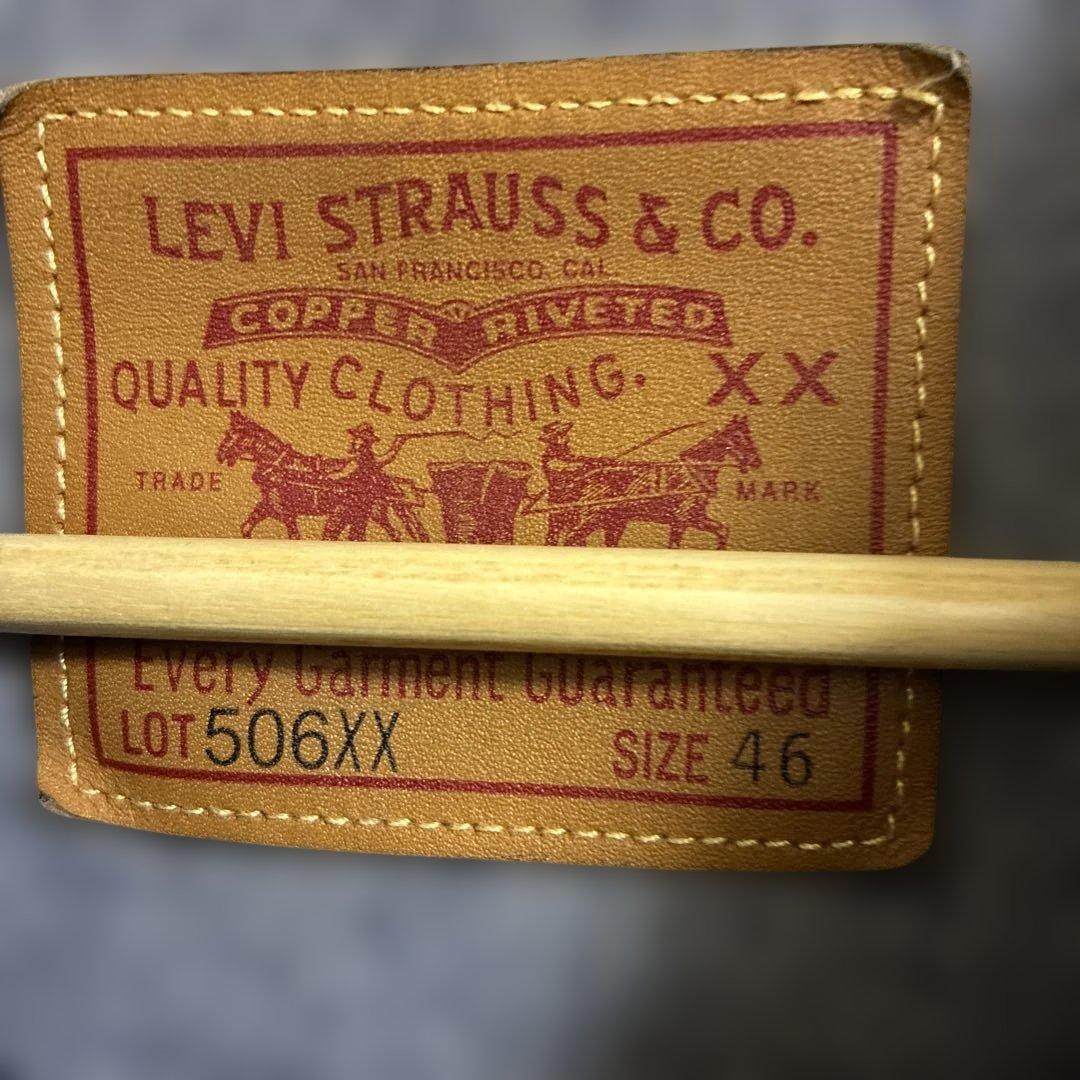 LEVI STRAUSS & CO.
SAN FRANCISCO, CAL.
COPPER RIVETED
QUALITY CLOTHING. XX
TRADE MARK
Every Garment Guaranteed
LOT 506XX SIZE 46